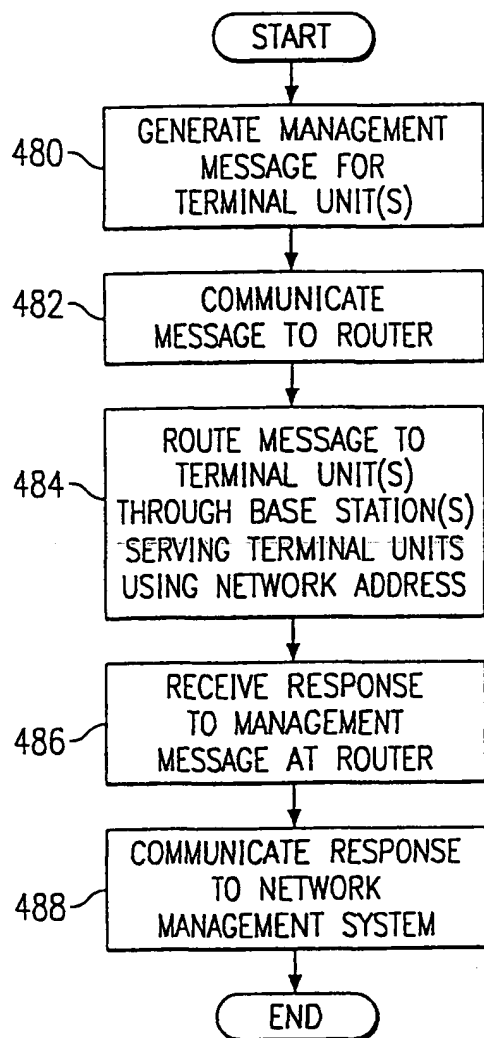 START
480
GENERATE MANAGEMENT
MESSAGE FOR
TERMINAL UNIT(S)
482
COMMUNICATE
MESSAGE TO ROUTER
484
ROUTE MESSAGE TO
TERMINAL UNIT(S)
THROUGH BASE STATION(S)
SERVING TERMINAL UNITS
USING NETWORK ADDRESS
486
RECEIVE RESPONSE
TO MANAGEMENT
MESSAGE AT ROUTER
488
COMMUNICATE RESPONSE
TO NETWORK
MANAGEMENT SYSTEM
END